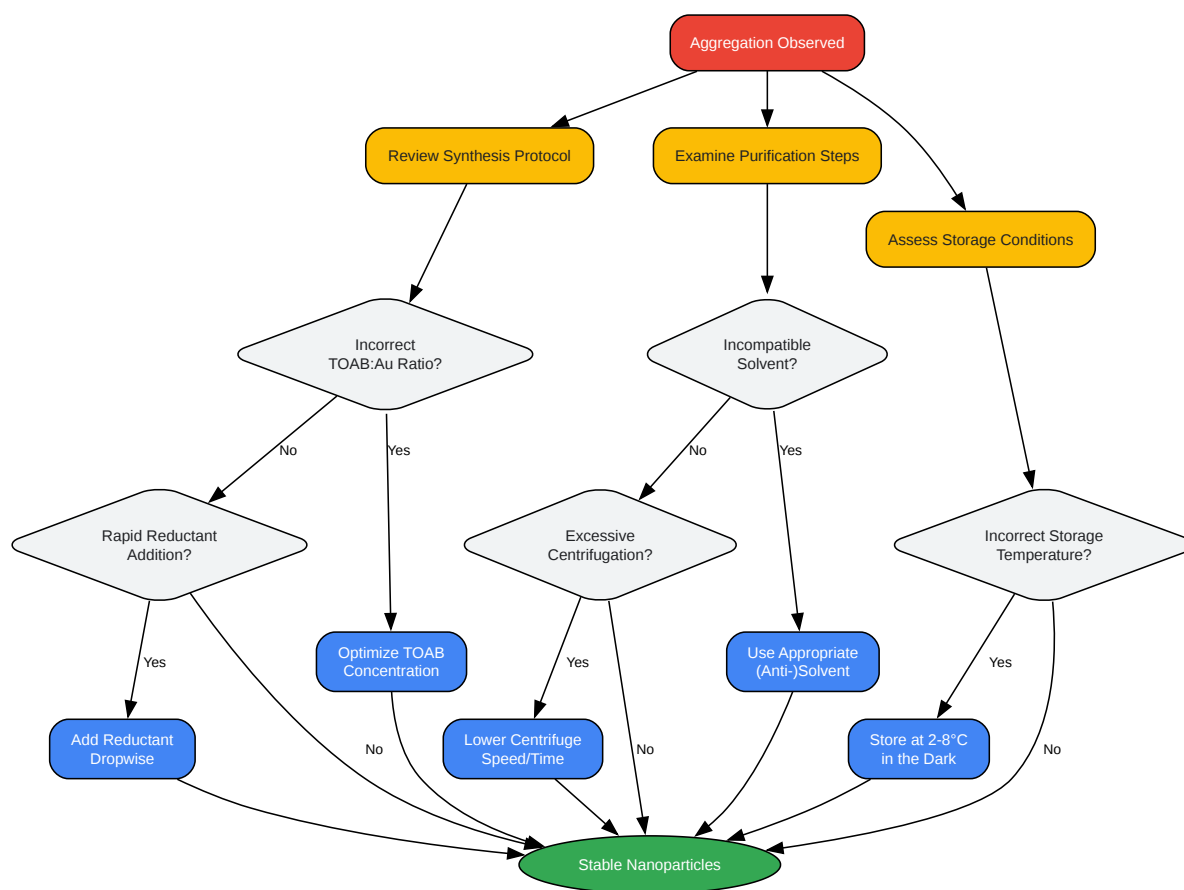 Aggregation Observed
Review Synthesis Protocol
Examine Purification Steps
Assess Storage Conditions
Incorrect
TOAB:Au Ratio?
Incompatible
Solvent?
No
Yes
No
Yes
Rapid Reductant
Addition?
Excessive
Centrifugation?
Incorrect Storage
Temperature?
Yes
Optimize TOAB
Concentration
Yes
Use Appropriate
(Anti-)Solvent
Yes
Add Reductant
Dropwise
No
Lower Centrifuge
Speed/Time
No
Store at 2-8°C
in the Dark
No
Stable Nanoparticles